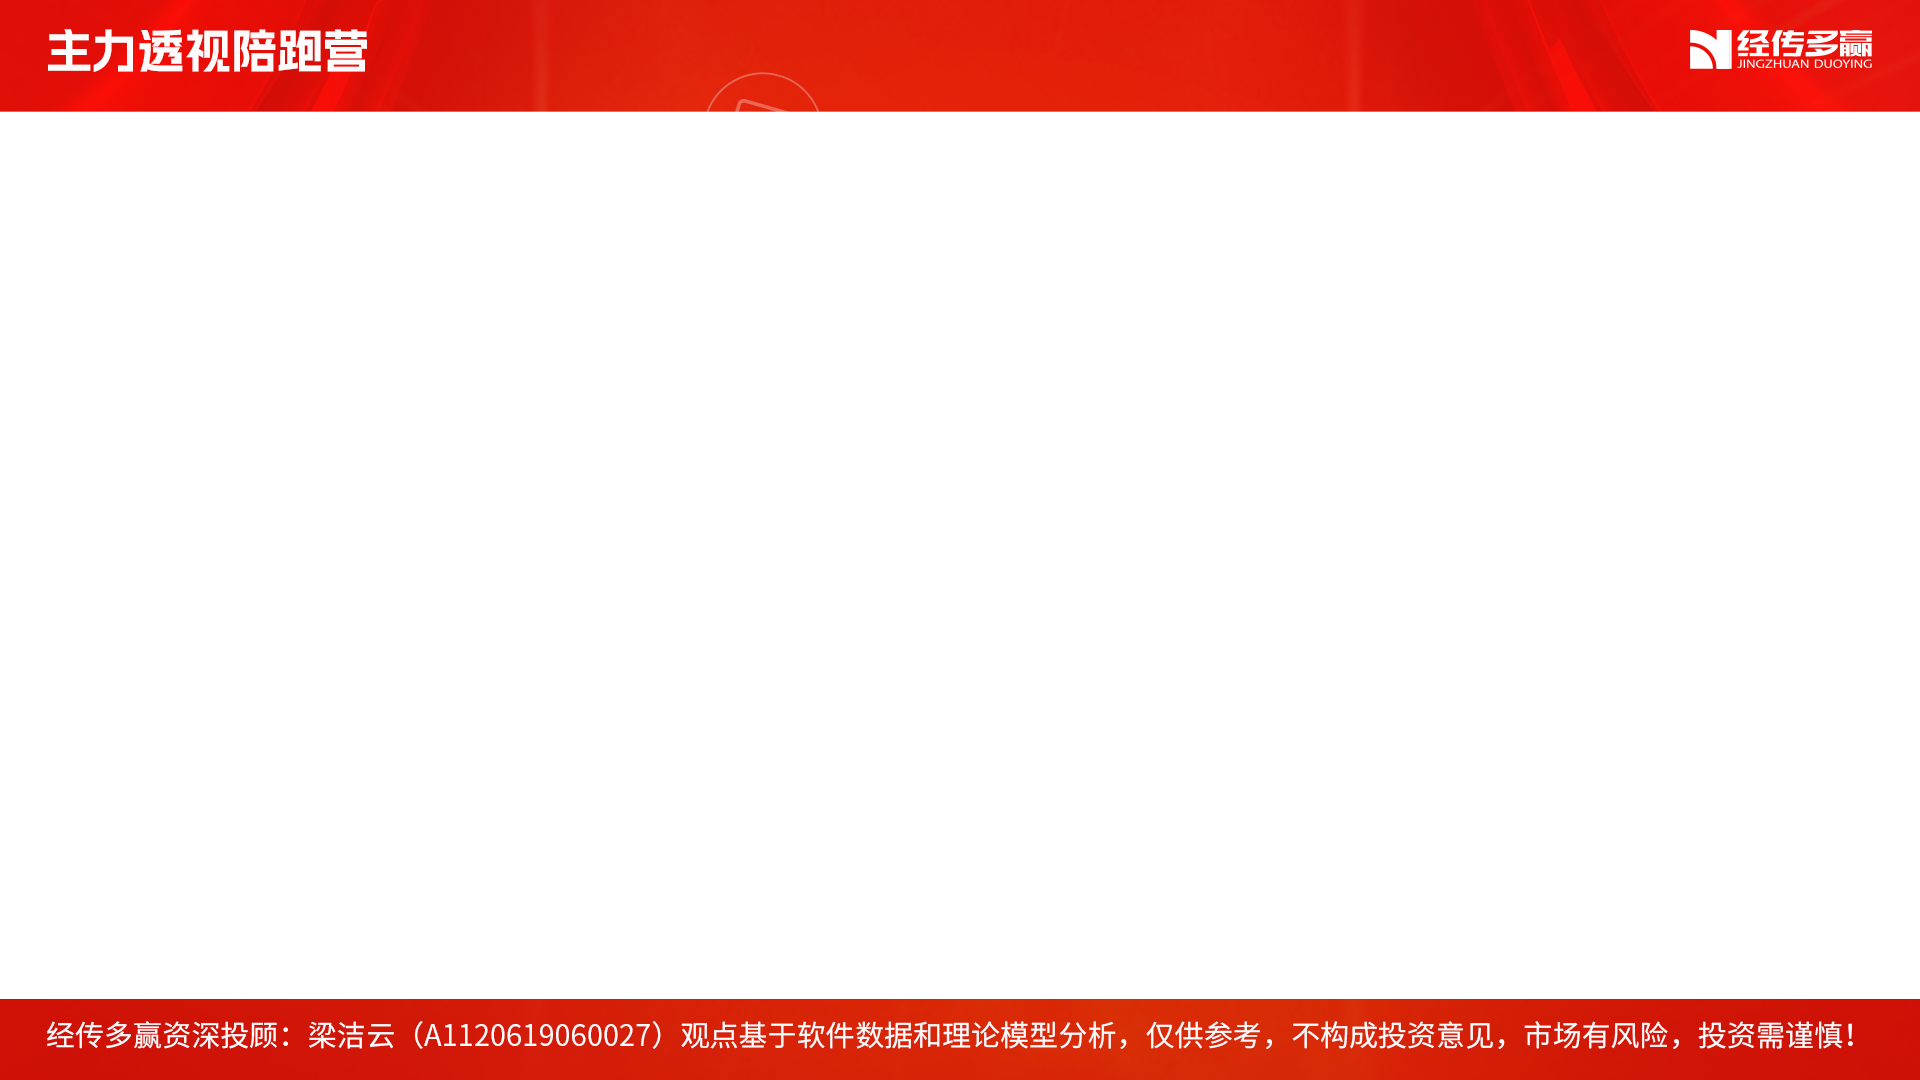 主力透视陪跑营
经传多赢
JINGZHUAN DUOYING
经传多赢资深投顾：梁洁云（A1120619060027）观点基于软件数据和理论模型分析，仅供参考，不构成投资意见，市场有风险，投资需谨慎！